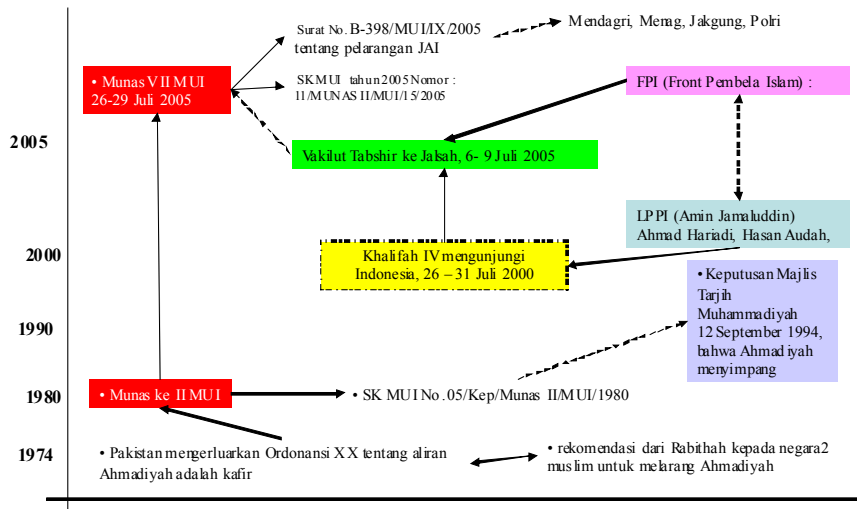 Surat No. B-398/MUI/IX/2005
tentang pelarangan JAI
Mendagri, Menag, Jakgung, Polri
• Munas VII MUI
26-29 Juli 2005
SK MUI tahun 2005 Nomor :
11/MUNAS II/MUI/15/2005
FPI (Front Pembela Islam) :
2005
Vakilut Tabshir ke Jalsah, 6- 9 Juli 2005
LPPI (Amin Jamaluddin)
Ahmad Hariadi, Hasan Audah,
2000
Khalifah IV mengunjungi
Indonesia, 26 – 31 Juli 2000
• Keputusan Majlis
Tarjih
Muhammadiyah
12 September 1994,
bahwa Ahmadiyah
menyimpang
1990
1980
• Munas ke II MUI
• SK MUI No. 05/Kep/Munas II/MUI/1980
1974
• Pakistan mengerluarkan Ordonansi XX tentang aliran
Ahmadiyah adalah kafir
• rekomendasi dari Rabithah kepada negara2
muslim untuk melarang Ahmadiyah